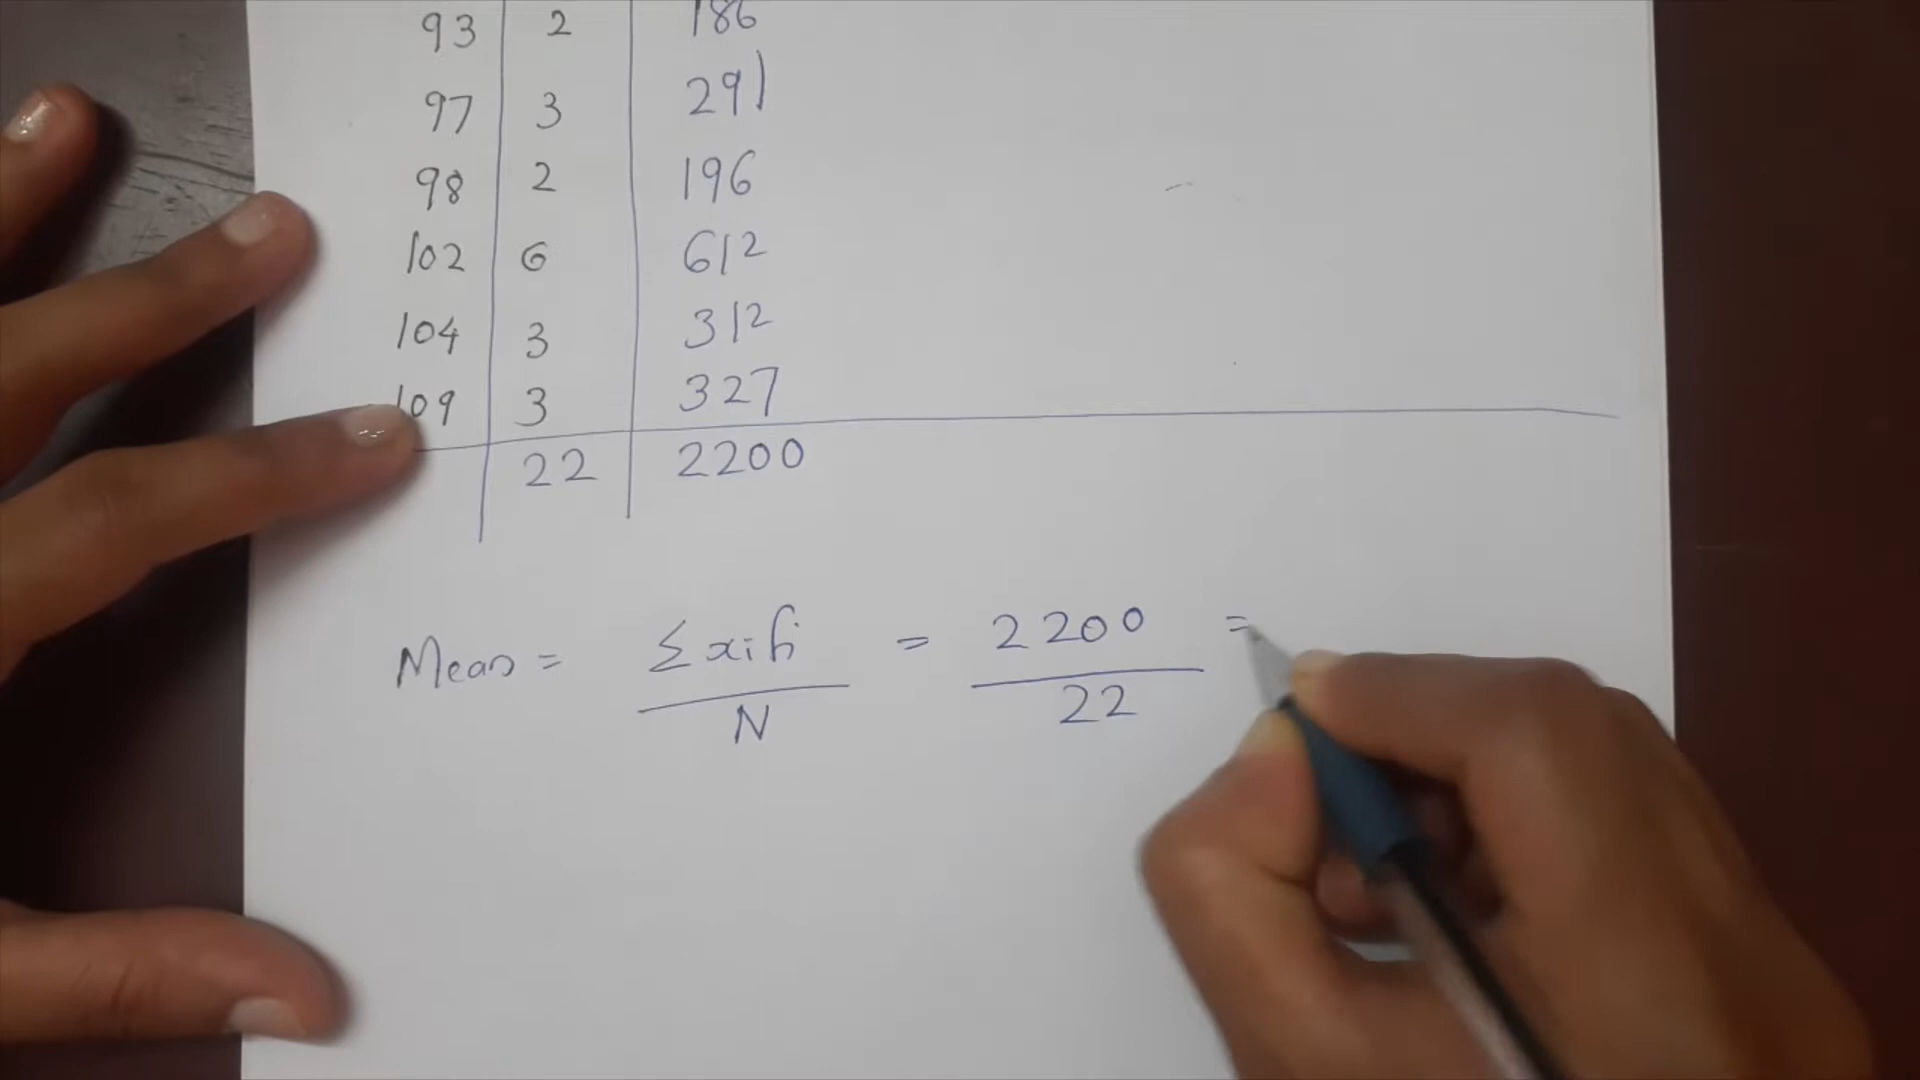 93 2 186
97 3 291
98 2 196
102 6 612
104 3 312
109 3 327
22 2200
Mean = Σxifi / N = 2200 / 22 =